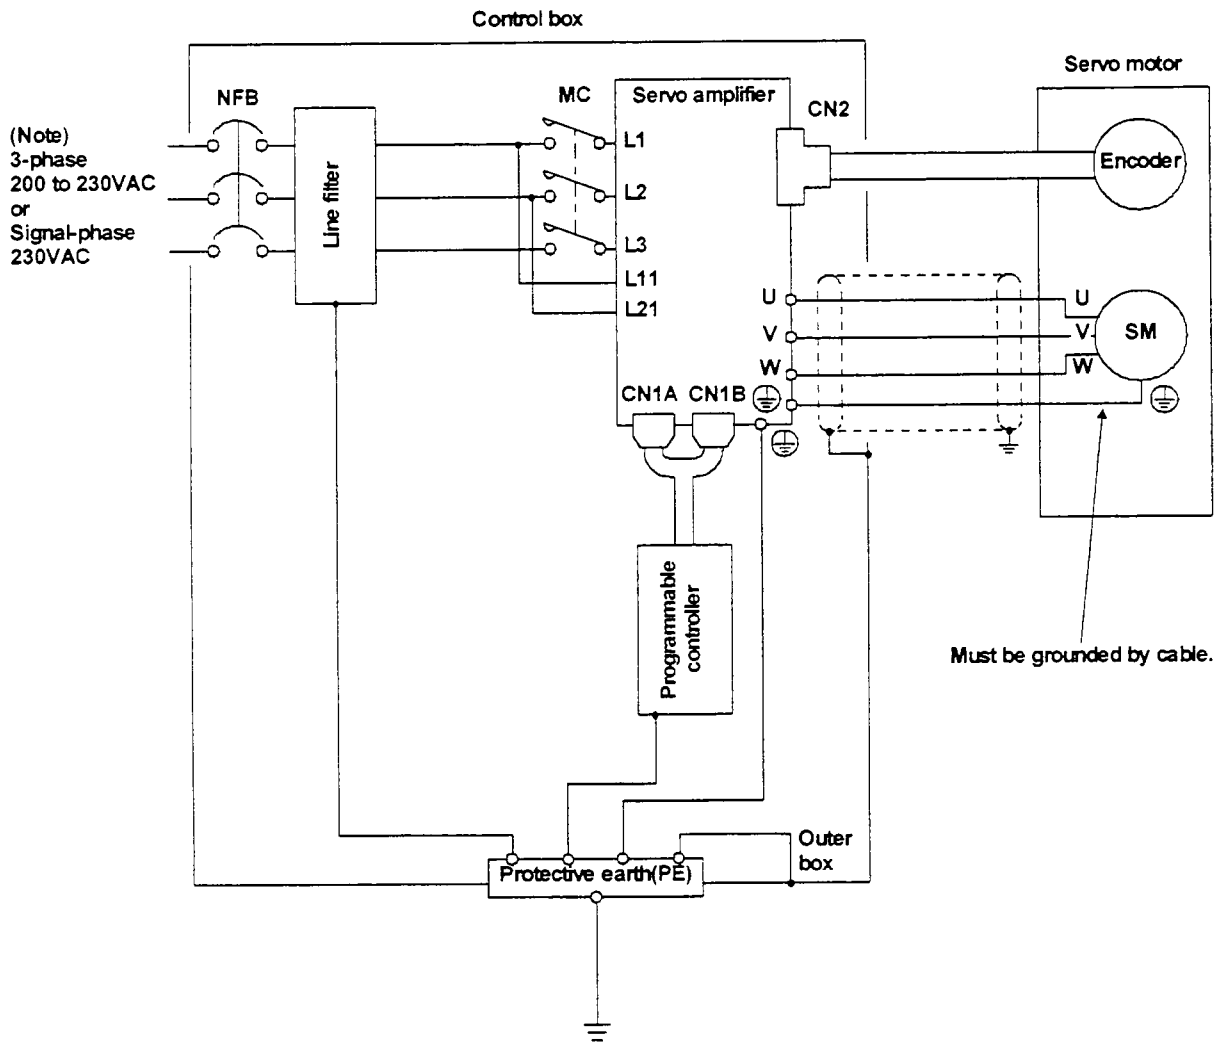 Control box
Servo motor
NFB
MC
Servo amplifier
CN2
(Note)
3-phase
200 to 230VAC
or
Signal-phase
230VAC
Line filter
L1
L2
L3
L11
L21
Encoder
U
V
W
U
V
W
SM
CN1A
CN1B
Programmable
controller
Must be grounded by cable.
Outer
box
Protective earth(PE)